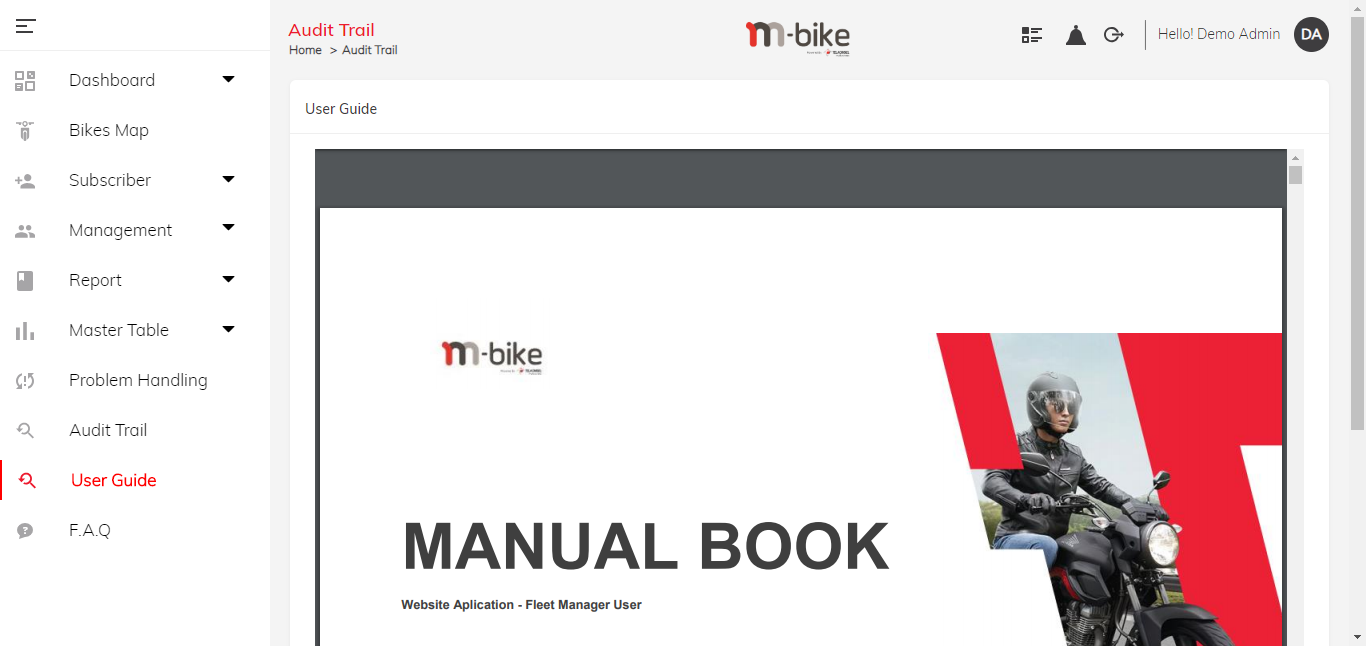 Audit Trail
Home > Audit Trail
m-bike
Hello! Demo Admin
DA
Dashboard
Bikes Map
Subscriber
Management
Report
Master Table
Problem Handling
Audit Trail
User Guide
F.A.Q
User Guide
m-bike
MANUAL BOOK
Website Aplication - Fleet Manager User